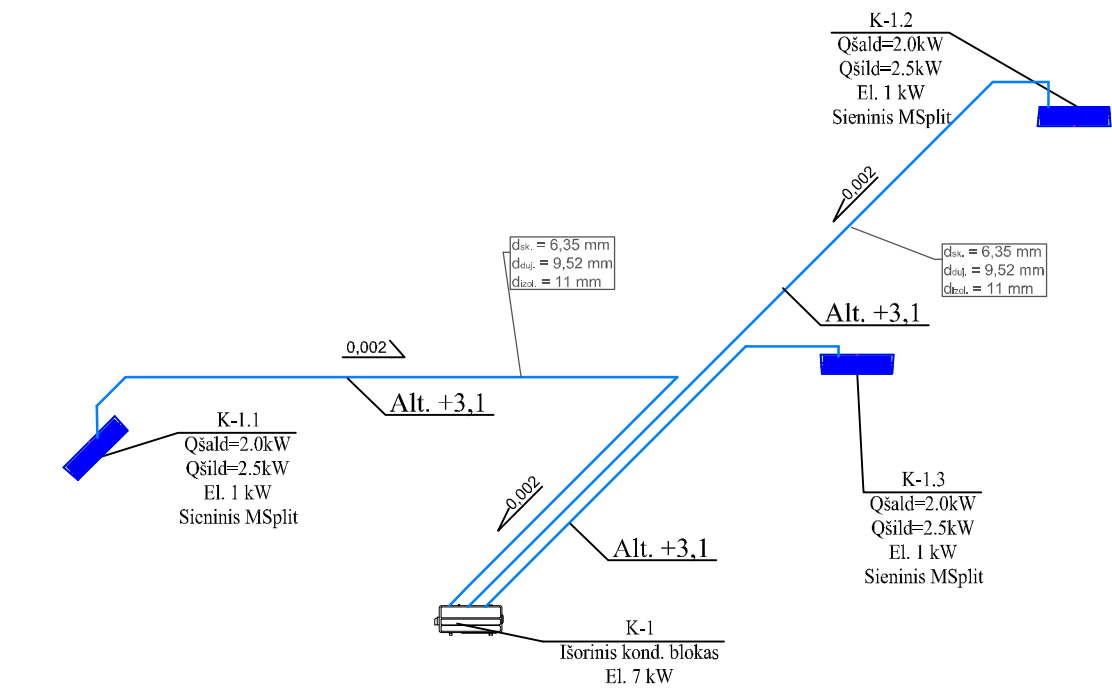 K-1.2
Qšald=2.0kW
Qšild=2.5kW
El. 1 kW
Sieninis MSplit
0,002
dsk. = 6,35 mm
dduj. = 9,52 mm
dizol. = 11 mm
dsk. = 6,35 mm
dduj. = 9,52 mm
dizol. = 11 mm
Alt. +3,1
0,002
Alt. +3,1
K-1.1
Qšald=2.0kW
Qšild=2.5kW
El. 1 kW
Sieninis MSplit
K-1.3
Qšald=2.0kW
Qšild=2.5kW
El. 1 kW
Sieninis MSplit
0,002
Alt. +3,1
K-1
Išorinis kond. blokas
El. 7 kW